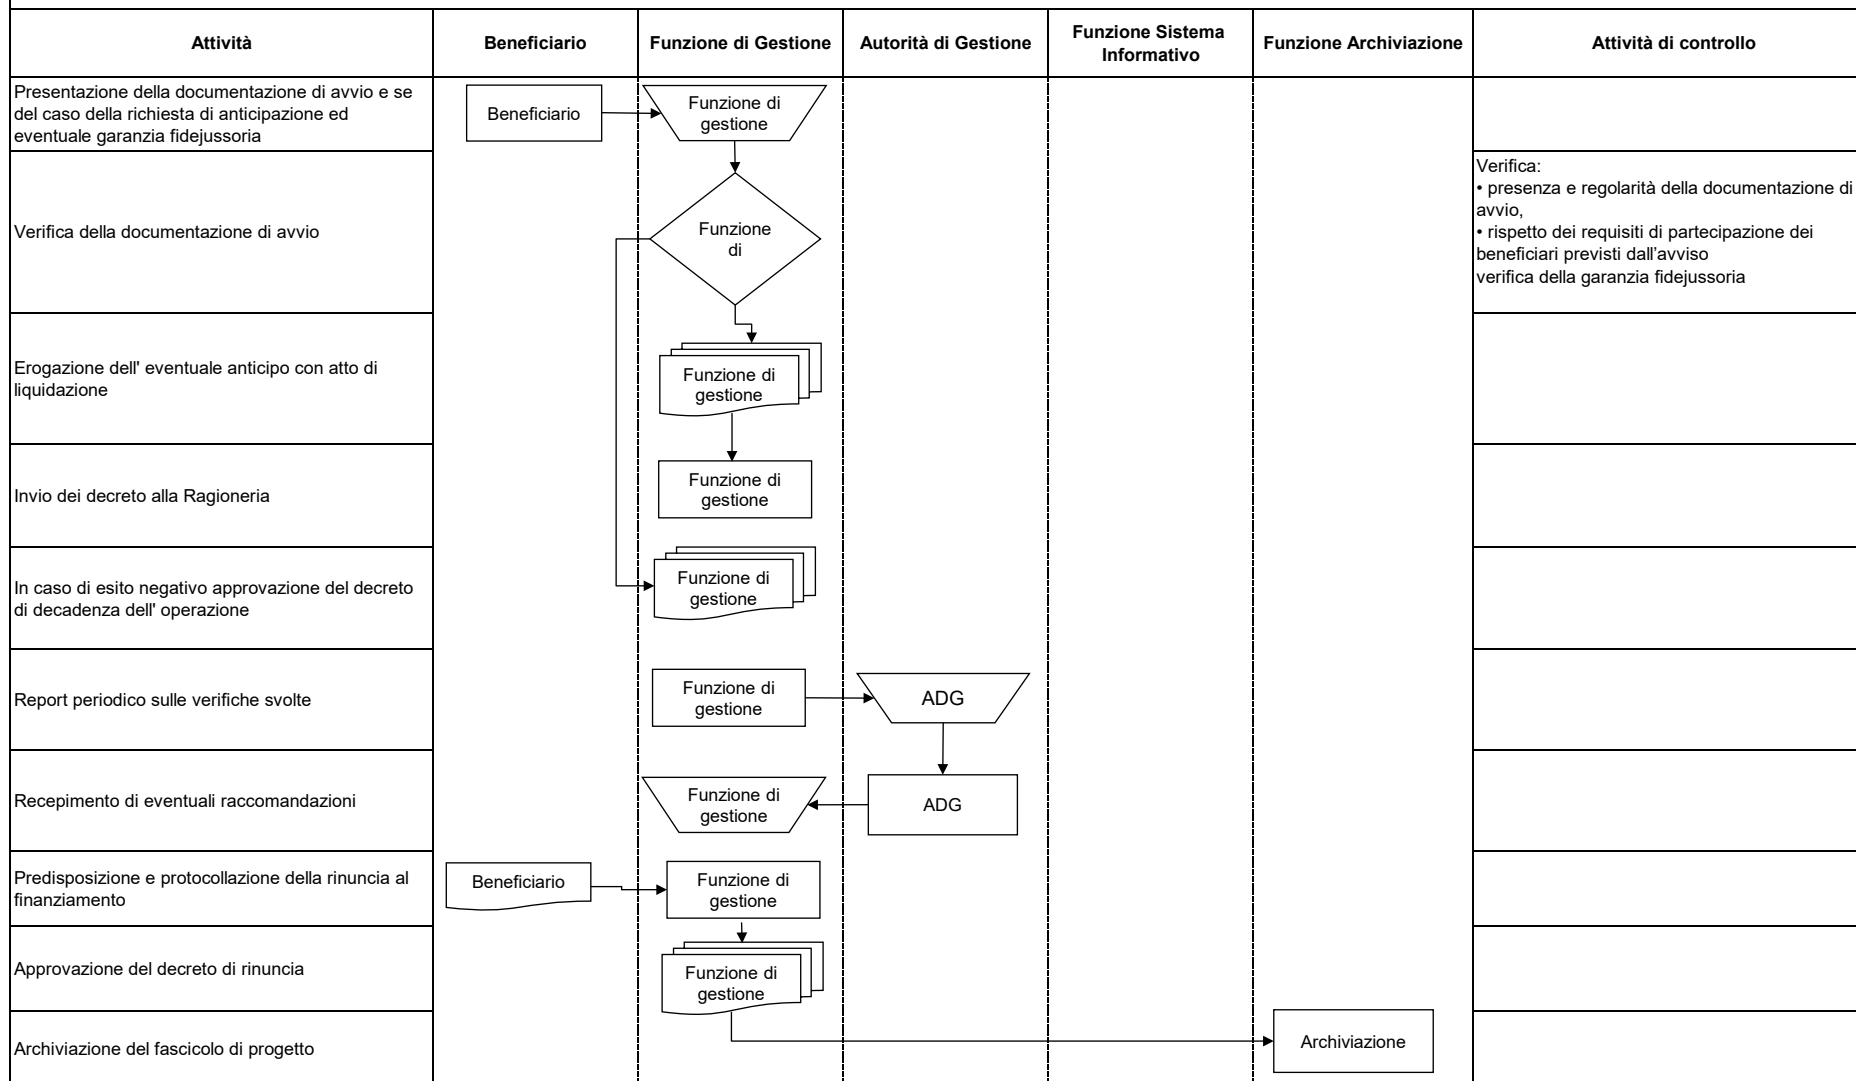 Attività
Beneficiario
Funzione di Gestione
Autorità di Gestione
Funzione Sistema
Informativo
Funzione Archiviazione
Attività di controllo
Presentazione della documentazione di avvio e se
del caso della richiesta di anticipazione ed
eventuale garanzia fidejussoria
Beneficiario
Funzione di
gestione
Verifica della documentazione di avvio
Funzione
di
Verifica:
• presenza e regolarità della documentazione di
avvio,
• rispetto dei requisiti di partecipazione dei
beneficiari previsti dall'avviso
verifica della garanzia fidejussoria
Erogazione dell' eventuale anticipo con atto di
liquidazione
Funzione di
gestione
Invio dei decreto alla Ragioneria
Funzione di
gestione
In caso di esito negativo approvazione del decreto
di decadenza dell' operazione
Funzione di
gestione
Report periodico sulle verifiche svolte
Funzione di
gestione
ADG
Recepimento di eventuali raccomandazioni
Funzione di
gestione
ADG
Predisposizione e protocollazione della rinuncia al
finanziamento
Beneficiario
Funzione di
gestione
Approvazione del decreto di rinuncia
Funzione di
gestione
Archiviazione del fascicolo di progetto
Archiviazione